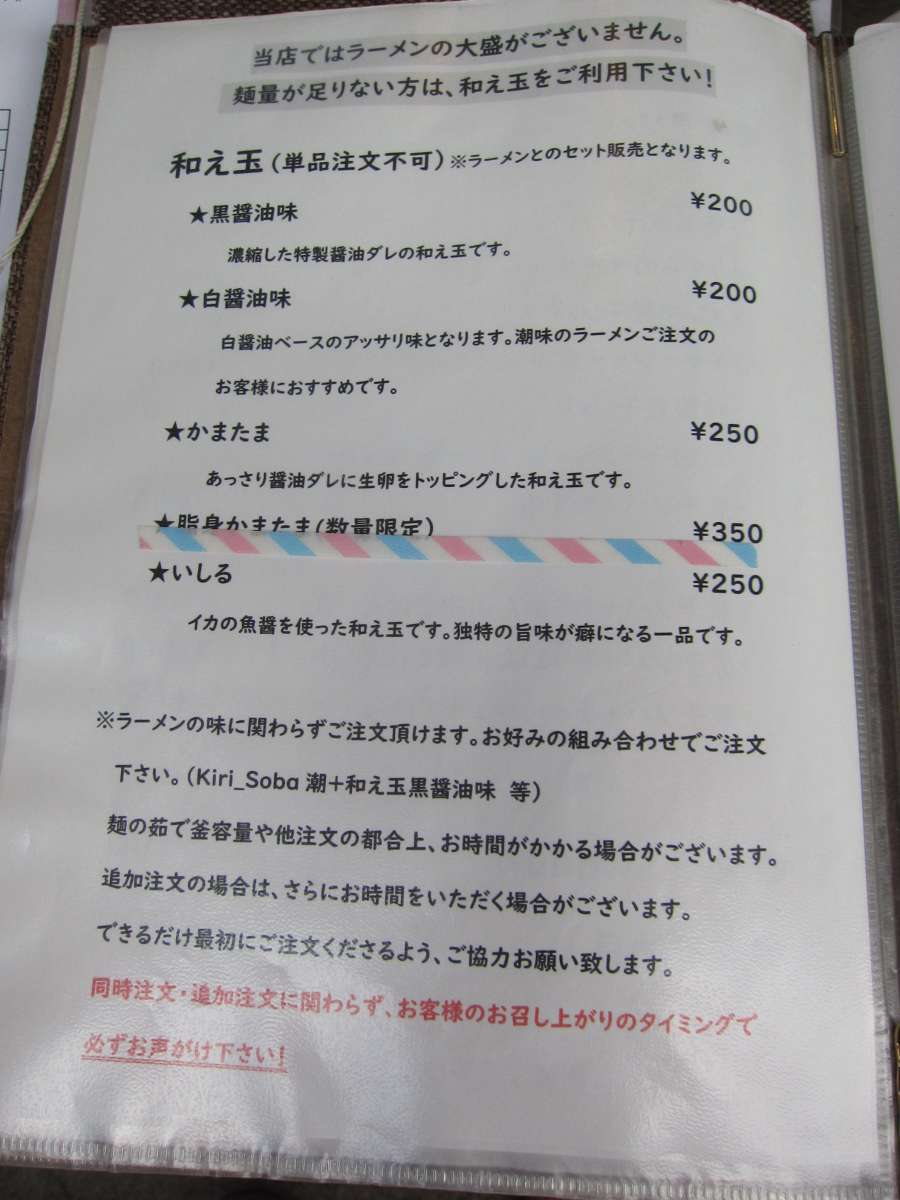 当店ではラーメンの大盛がございません。
麺量が足りない方は、和え玉をご利用下さい！
和え玉（単品注文不可）※ラーメンとのセット販売となります。
★黒醤油味 ¥200
濃縮した特製醤油ダレの和え玉です。
★白醤油味 ¥200
白醤油ベースのアッサリ味となります。潮味のラーメンご注文の
お客様におすすめです。
★かまたま ¥250
あっさり醤油ダレに生卵をトッピングした和え玉です。
★脂身かまたま（数量限定） ¥350
★いしる ¥250
イカの魚醤を使った和え玉です。独特の旨味が癖になる一品です。
※ラーメンの味に関わらずご注文頂けます。お好みの組み合わせでご注文
下さい。（Kiri_Soba 潮＋和え玉黒醤油味 等）
麺の茹で釜容量や他注文の都合上、お時間がかかる場合がございます。
追加注文の場合は、さらにお時間をいただく場合がございます。
できるだけ最初にご注文くださるよう、ご協力お願い致します。
同時注文・追加注文に関わらず、お客様のお召し上がりのタイミングで
必ずお声がけ下さい！